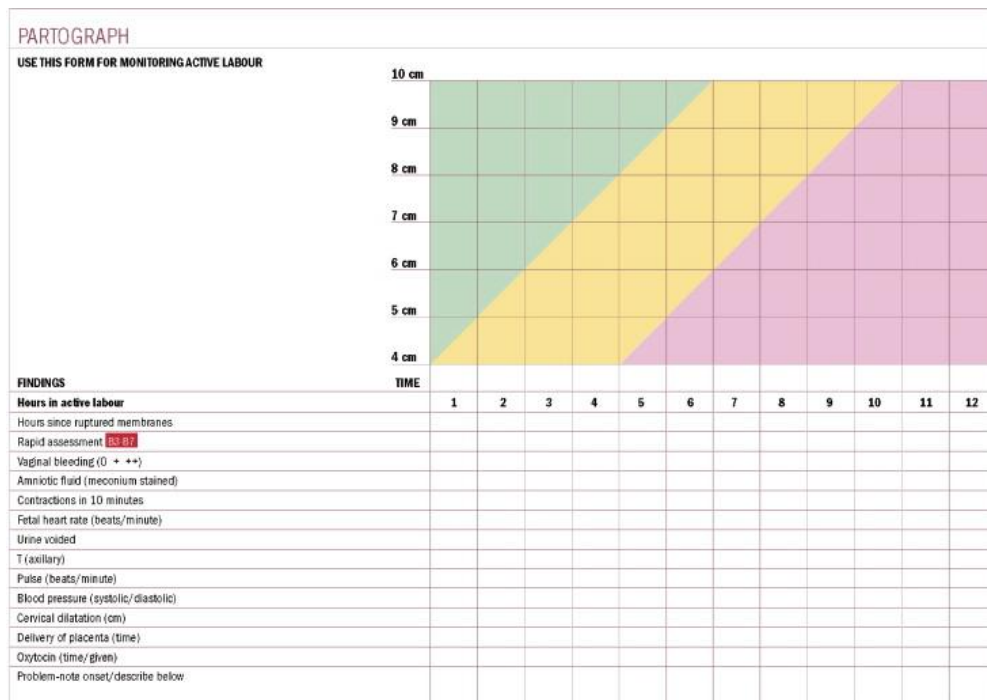 PARTOGRAPH
USE THIS FORM FOR MONITORING ACTIVE LABOUR
10 cm
9 cm
8 cm
7 cm
6 cm
5 cm
4 cm
FINDINGS TIME
Hours in active labour 1 2 3 4 5 6 7 8 9 10 11 12
Hours since ruptured membranes
Rapid assessment B3-B7
Vaginal bleeding (0 + ++)
Amniotic fluid (meconium stained)
Contractions in 10 minutes
Fetal heart rate (beats/minute)
Urine voided
T (axillary)
Pulse (beats/minute)
Blood pressure (systolic/diastolic)
Cervical dilatation (cm)
Delivery of placenta (time)
Oxytocin (time/given)
Problem-note onset/describe below